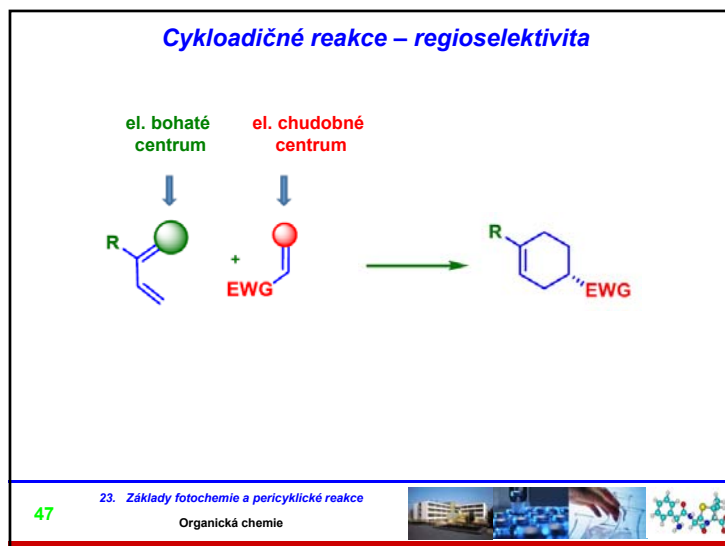 Cykloadičné reakce – regioselektivita
el. bohaté
centrum
el. chudobné
centrum
R
+
EWG
R
EWG
47
23. Základy fotochemie a pericyklické reakce
Organická chemie